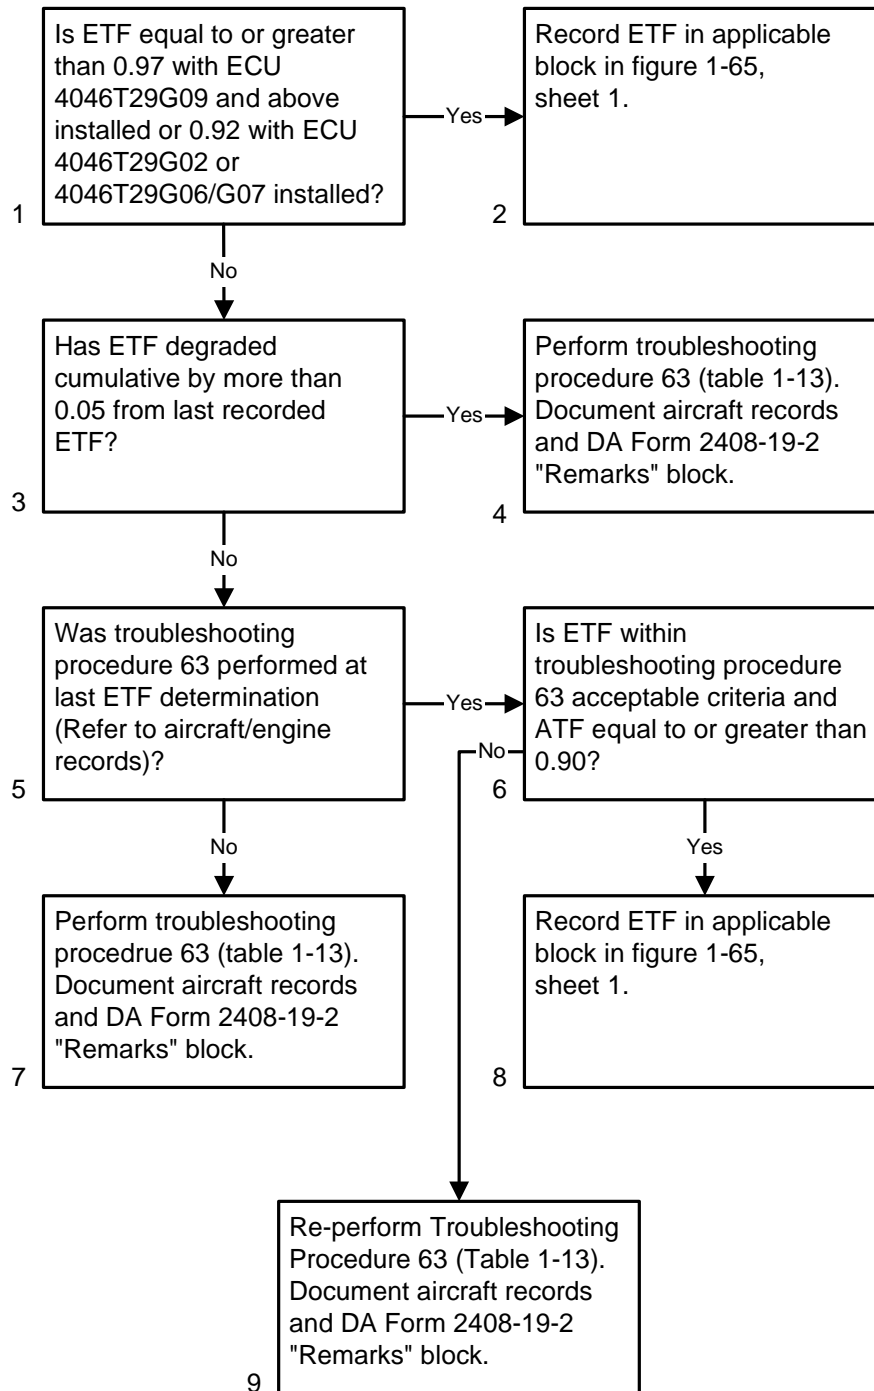 Is ETF equal to or greater
than 0.97 with ECU
4046T29G09 and above
installed or 0.92 with ECU
4046T29G02 or
4046T29G06/G07 installed?
1
Yes
Record ETF in applicable
block in figure 1-65,
sheet 1.
2
No
Has ETF degraded
cumulative by more than
0.05 from last recorded
ETF?
3
Yes
Perform troubleshooting
procedure 63 (table 1-13).
Document aircraft records
and DA Form 2408-19-2
"Remarks" block.
4
No
Was troubleshooting
procedure 63 performed at
last ETF determination
(Refer to aircraft/engine
records)?
5
Yes
Is ETF within
troubleshooting procedure
63 acceptable criteria and
ATF equal to or greater than
0.90?
6
No
No
Yes
Perform troubleshooting
procedrue 63 (table 1-13).
Document aircraft records
and DA Form 2408-19-2
"Remarks" block.
7
Record ETF in applicable
block in figure 1-65,
sheet 1.
8
Re-perform Troubleshooting
Procedure 63 (Table 1-13).
Document aircraft records
and DA Form 2408-19-2
"Remarks" block.
9